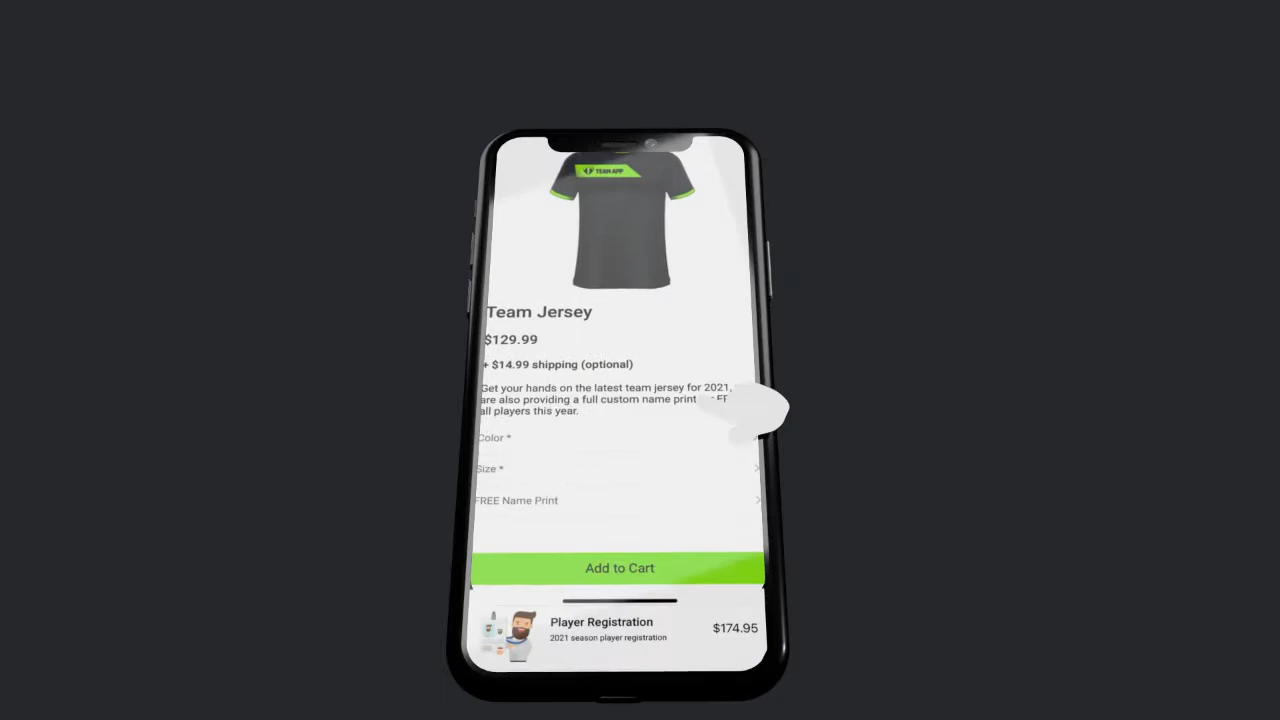 TEAM APP
Team Jersey
$129.99
+ $14.99 shipping (optional)
Get your hands on the latest team jersey for 2021,
are also providing a full custom name print
all players this year.
Color *
Size *
FREE Name Print
Add to Cart
Player Registration
2021 season player registration
$174.95